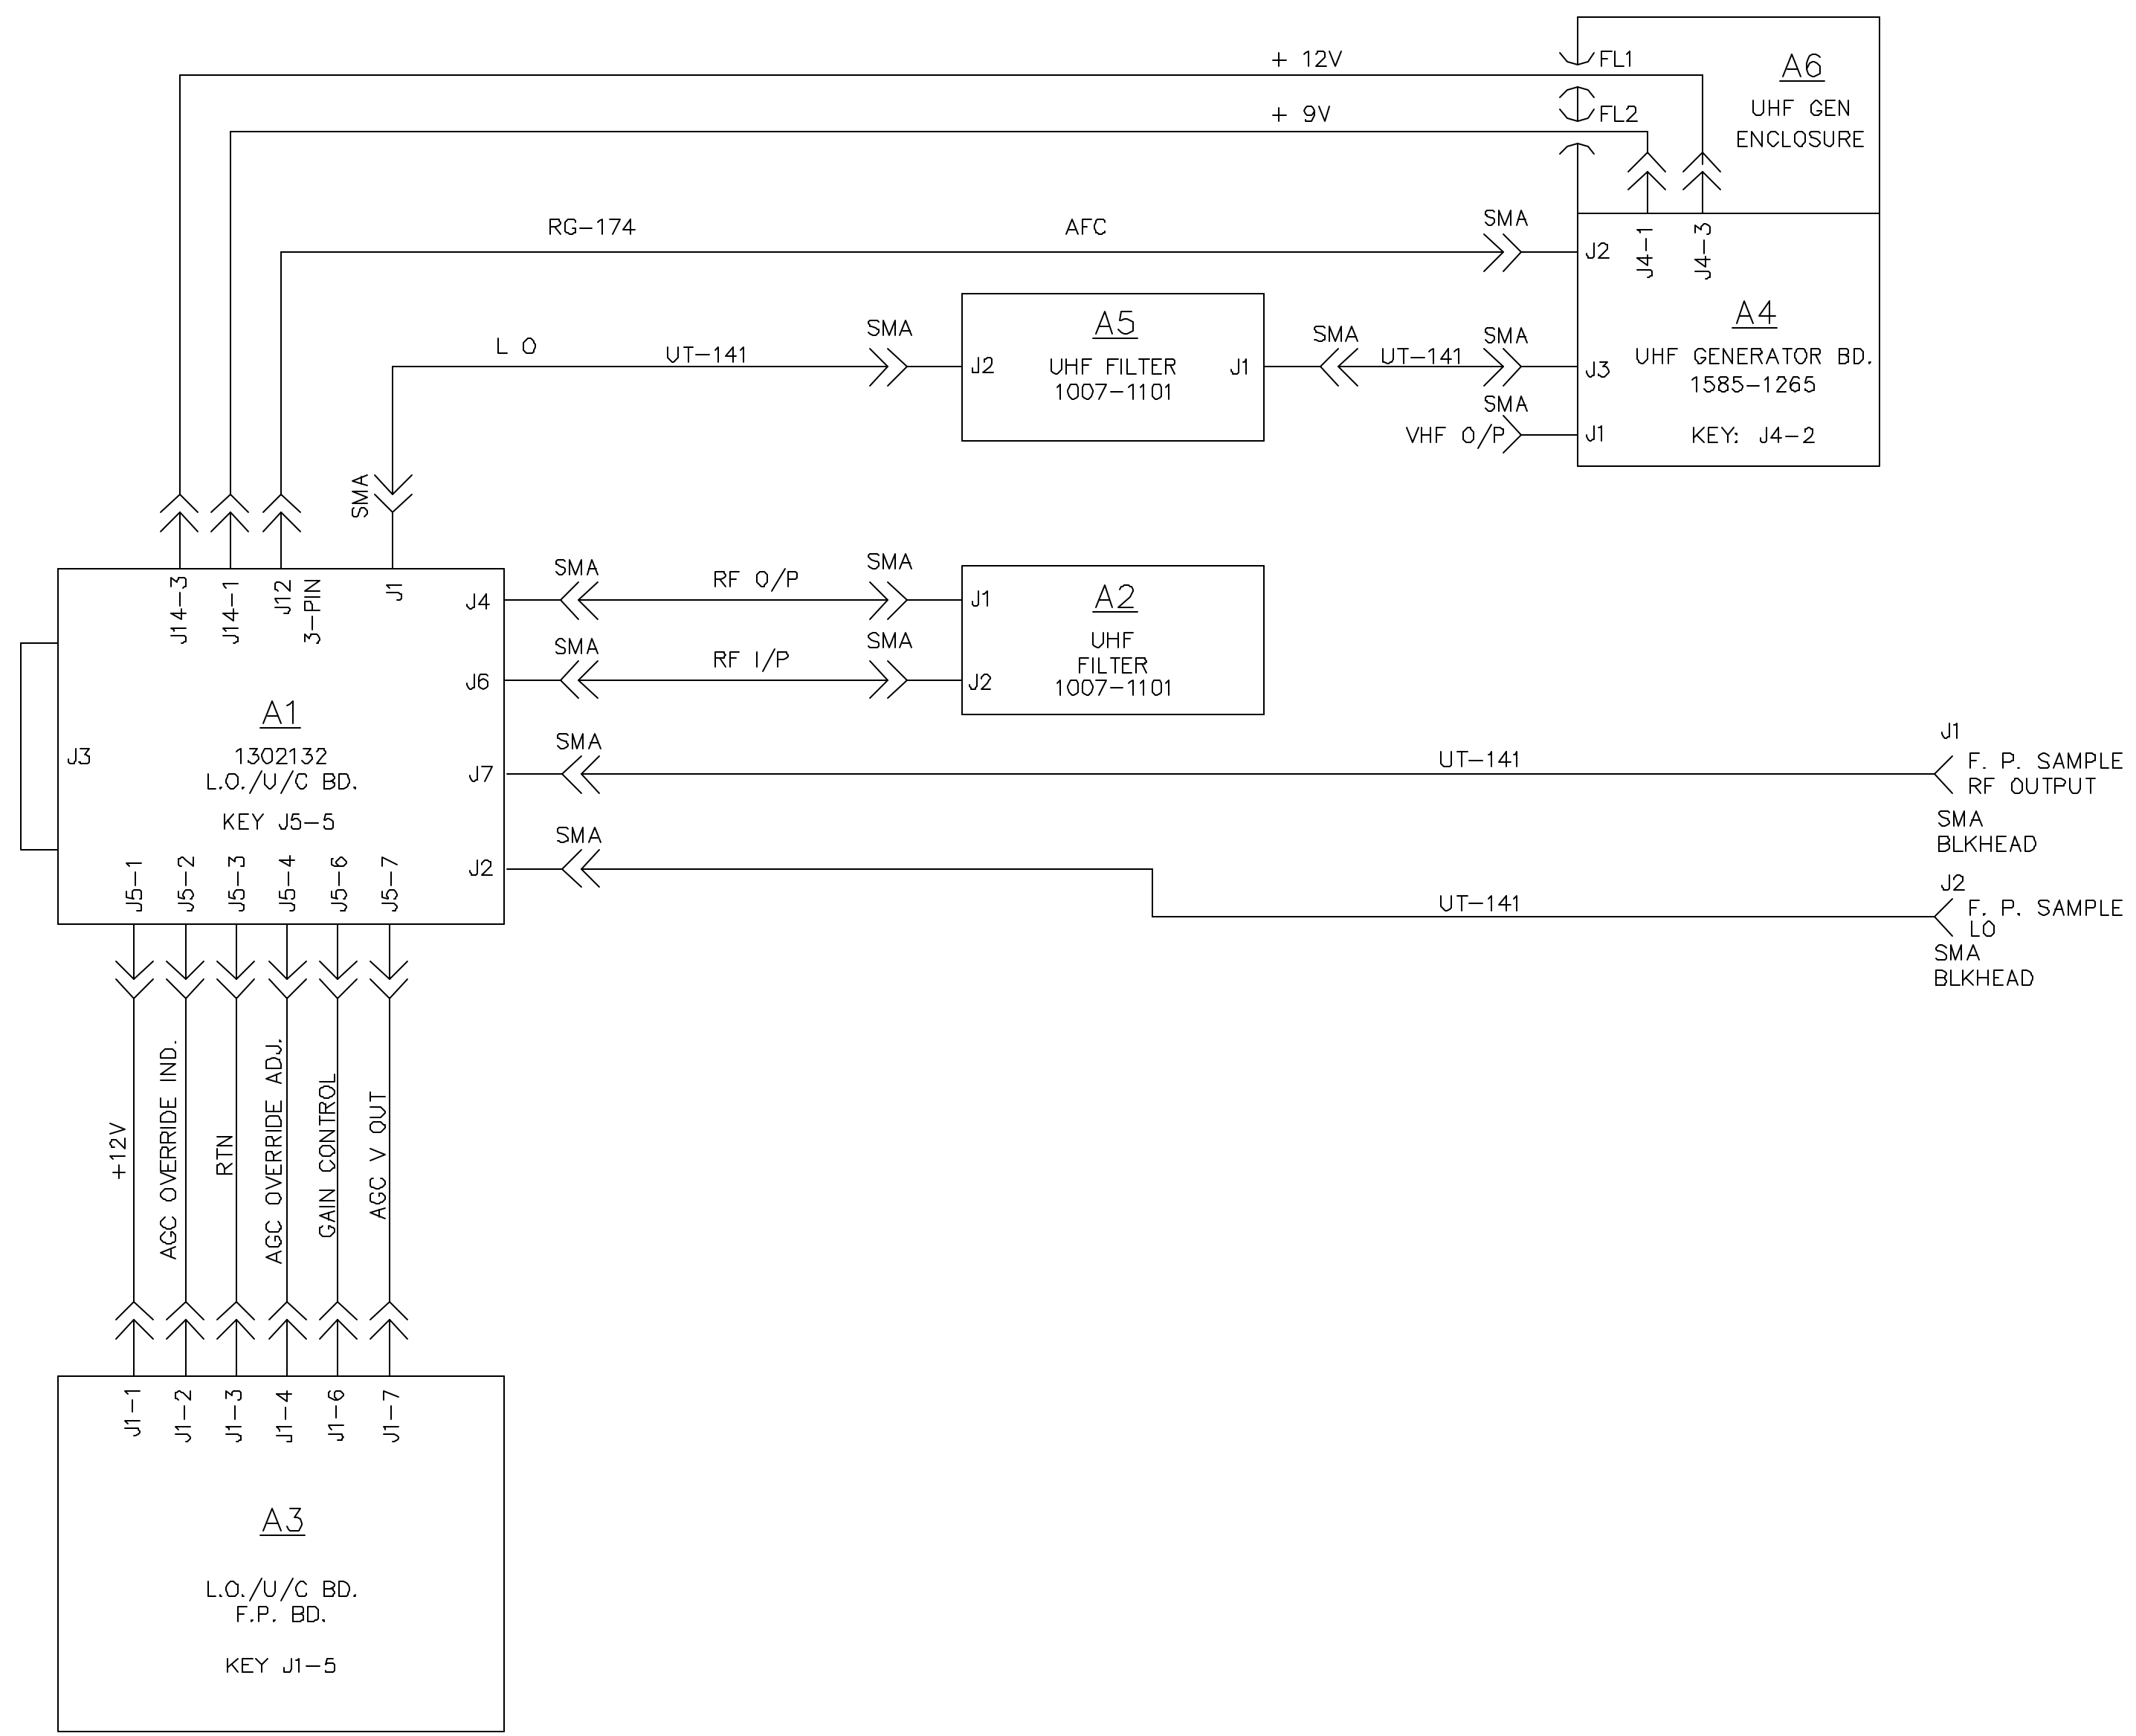 + 12V
FL1
A6
UHF GEN
ENCLOSURE
+ 9V
FL2
RG-174
AFC
SMA
J2
J4-1
J4-3
A4
UHF GENERATOR BD.
1585-1265
KEY: J4-2
L O
UT-141
SMA
J2
A5
UHF FILTER
1007-1101
J1
SMA
UT-141
SMA
J3
SMA
VHF O/P
J1
SMA
J14-3
J14-1
J12
3-PIN
J1
J4
SMA
RF O/P
SMA
J1
A2
UHF
FILTER
1007-1101
J6
SMA
RF I/P
SMA
J2
J3
A1
1302132
L.O./U/C BD.
KEY J5-5
J7
SMA
UT-141
J1
F. P. SAMPLE
RF OUTPUT
SMA
BLKHEAD
J2
SMA
UT-141
J2
F. P. SAMPLE
LO
SMA
BLKHEAD
J5-1
J5-2
J5-3
J5-4
J5-6
J5-7
+12V
AGC OVERRIDE IND.
RTN
AGC OVERRIDE ADJ.
GAIN CONTROL
AGC V OUT
J1-1
J1-2
J1-3
J1-4
J1-6
J1-7
A3
L.O./U/C BD.
F.P. BD.
KEY J1-5